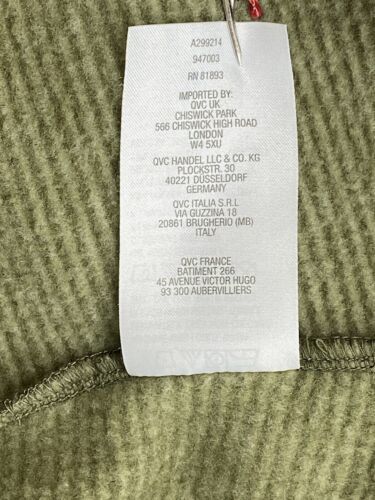 A299214
947003
RN 81893
IMPORTED BY:
QVC UK
CHISWICK PARK
566 CHISWICK HIGH ROAD
LONDON
W4 5XU
QVC HANDEL LLC & CO. KG
PLOCKSTR. 30
40221 DÜSSELDORF
GERMANY
QVC ITALIA S.R.L
VIA GUZZINA 18
20861 BRUGHERIO (MB)
ITALY
QVC FRANCE
BATIMENT 266
45 AVENUE VICTOR HUGO
93 300 AUBERVILLIERS